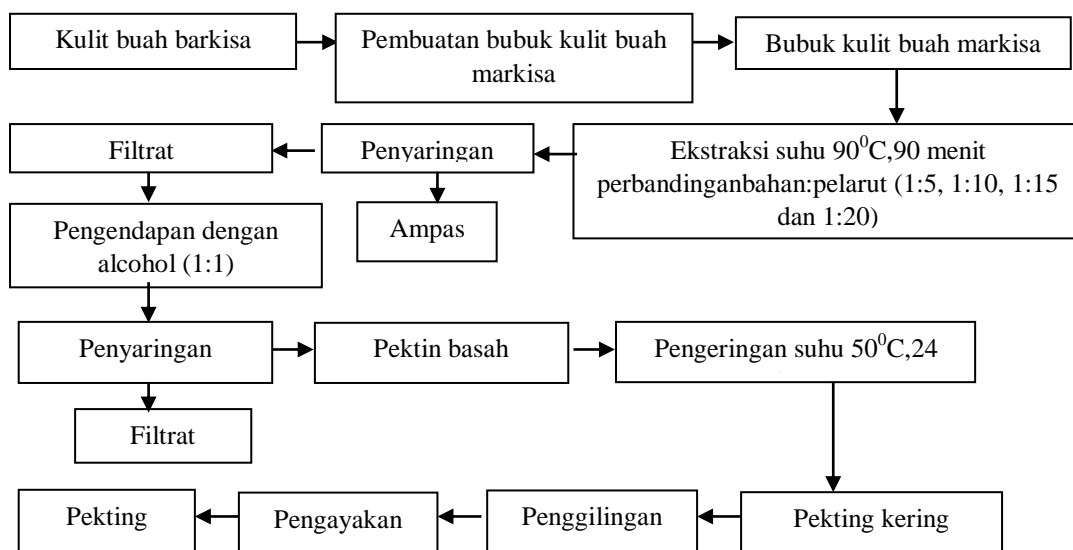 Kulit buah barkisa
Pembuatan bubuk kulit buah
markisa
Bubuk kulit buah markisa
Ekstraksi suhu 90⁰C,90 menit
perbandinganbahan:pelarut (1:5, 1:10, 1:15
dan 1:20)
Penyaringan
Ampas
Filtrat
Pengendapan dengan
alcohol (1:1)
Penyaringan
Filtrat
Pektin basah
Pengeringan suhu 50⁰C,24
Pekting kering
Penggilingan
Pengayakan
Pekting